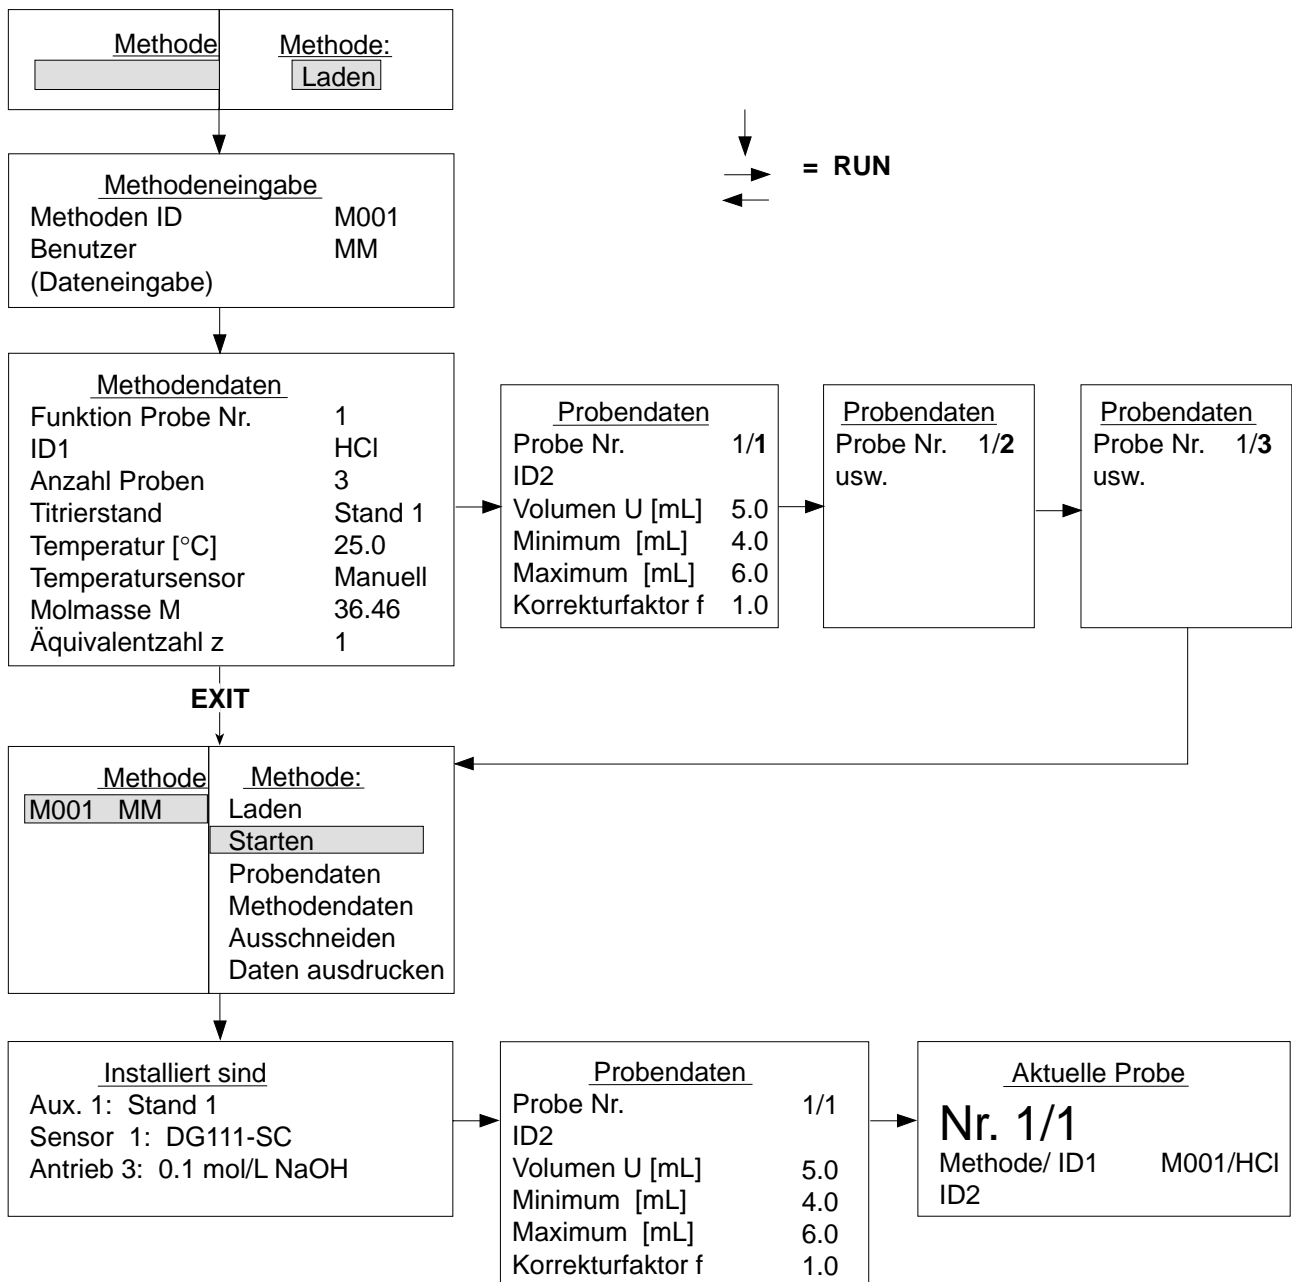 Methode
Methode:
Laden
= RUN
Methodeneingabe
Methoden ID M001
Benutzer MM
(Dateneingabe)
Methodendaten
Funktion Probe Nr. 1
ID1 HCl
Anzahl Proben 3
Titrierstand Stand 1
Temperatur [°C] 25.0
Temperatursensor Manuell
Molmasse M 36.46
Äquivalentzahl z 1
Probendaten
Probe Nr. 1/1
ID2
Volumen U [mL] 5.0
Minimum [mL] 4.0
Maximum [mL] 6.0
Korrekturfaktor f 1.0
Probendaten
Probe Nr. 1/2
usw.
Probendaten
Probe Nr. 1/3
usw.
EXIT
Methode
M001 MM
Methode:
Laden
Starten
Probendaten
Methodendaten
Ausschneiden
Daten ausdrucken
Installiert sind
Aux. 1: Stand 1
Sensor 1: DG111-SC
Antrieb 3: 0.1 mol/L NaOH
Probendaten
Probe Nr. 1/1
ID2
Volumen U [mL] 5.0
Minimum [mL] 4.0
Maximum [mL] 6.0
Korrekturfaktor f 1.0
Aktuelle Probe
Nr. 1/1
Methode/ ID1 M001/HCl
ID2